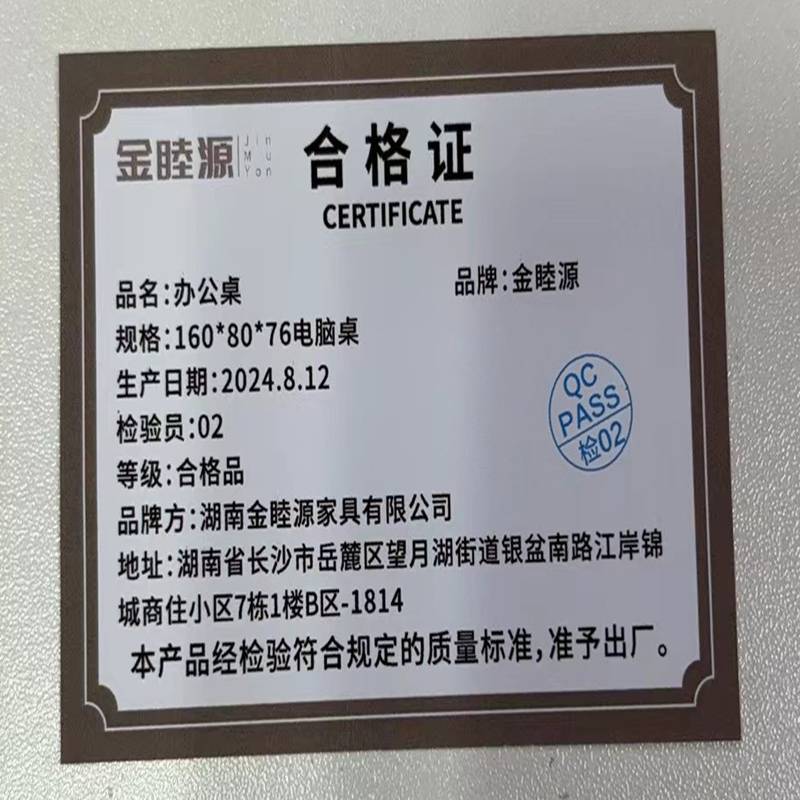 金睦源 Jin Mu Yon
合格证
CERTIFICATE
品名:办公桌
品牌:金睦源
规格:160*80*76电脑桌
生产日期:2024.8.12
检验员:02
等级:合格品
QC
PASS
检02
品牌方:湖南金睦源家具有限公司
地址:湖南省长沙市岳麓区望月湖街道银盆南路江岸锦
城商住小区7栋1楼B区-1814
本产品经检验符合规定的质量标准,准予出厂。